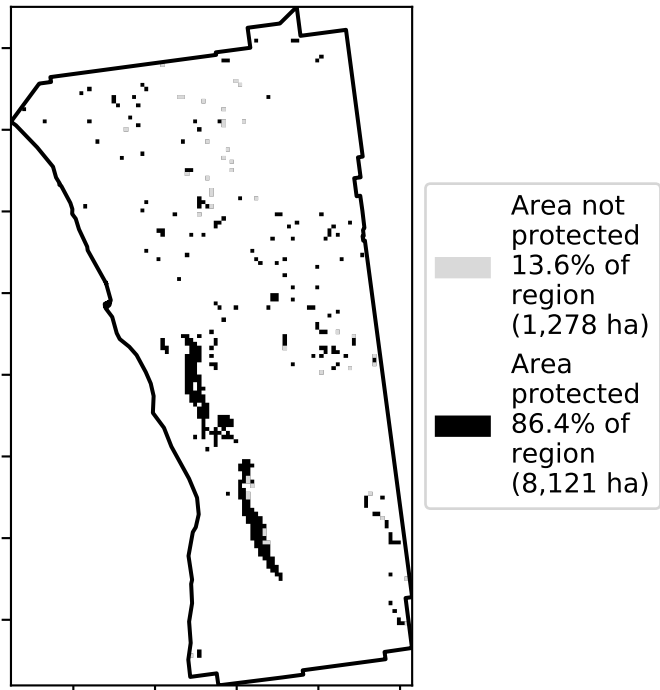 Area not
protected
13.6% of
region
(1,278 ha)
Area
protected
86.4% of
region
(8,121 ha)